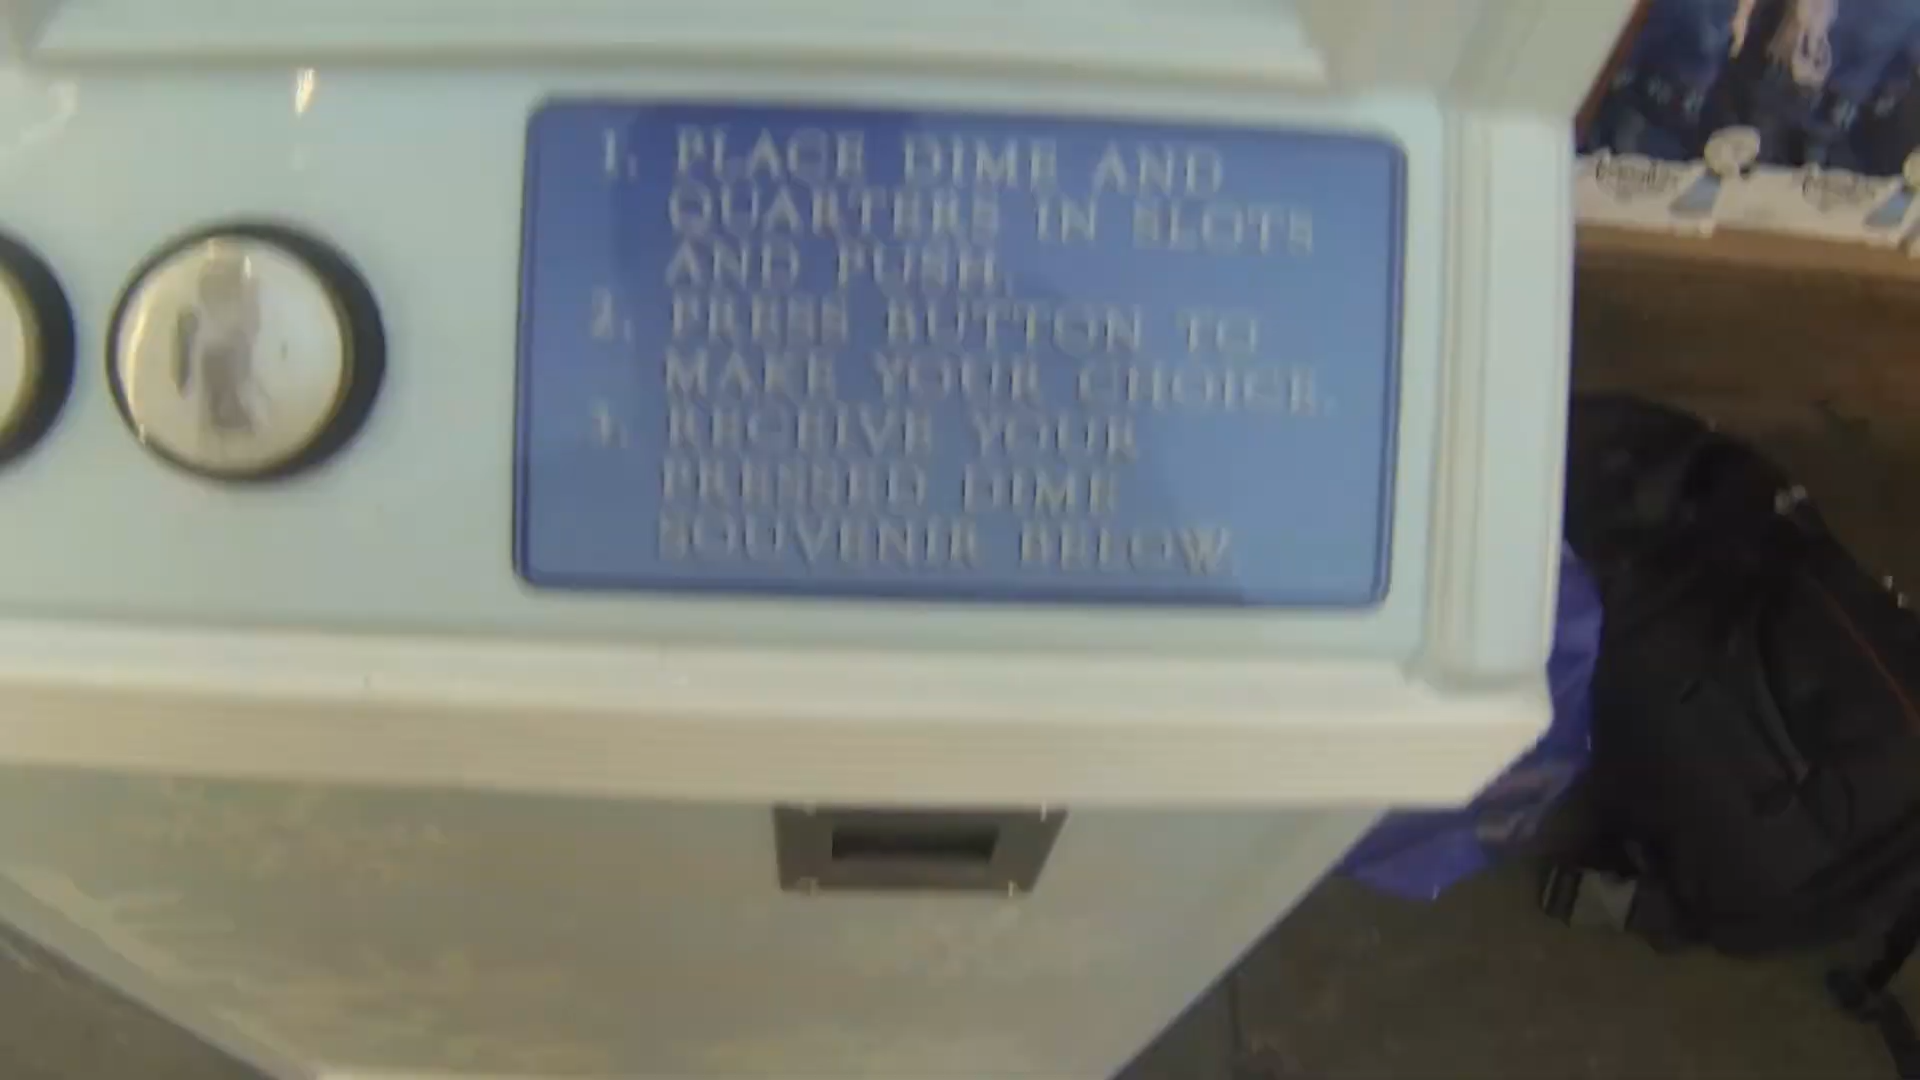 1. PLACE DIME AND
QUARTERS IN SLOTS
AND PUSH.
2. PRESS BUTTON TO
MAKE YOUR CHOICE.
3. RECEIVE YOUR
PRESSED DIME
SOUVENIR BELOW.